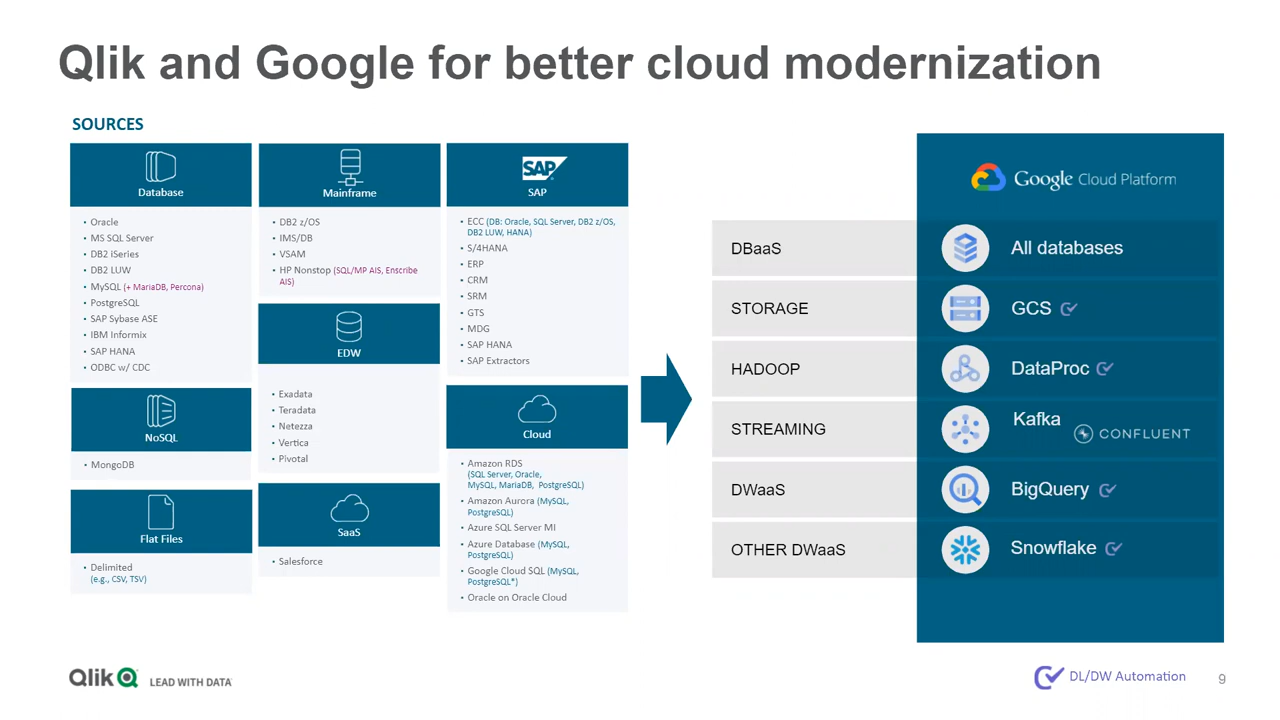 Qlik and Google for better cloud modernization
SOURCES
Database
• Oracle
• MS SQL Server
• DB2 iSeries
• DB2 LUW
• MySQL (+ MariaDB, Percona)
• PostgreSQL
• SAP Sybase ASE
• IBM Informix
• SAP HANA
• ODBC w/ CDC
NoSQL
• MongoDB
Flat Files
• Delimited
(e.g., CSV, TSV)
Mainframe
• DB2 z/OS
• IMS/DB
• VSAM
• HP Nonstop (SQL/MP AIS, Enscribe
AIS)
EDW
• Exadata
• Teradata
• Netezza
• Vertica
• Pivotal
SaaS
• Salesforce
SAP
SAP
• ECC (DB: Oracle, SQL Server, DB2 z/OS,
DB2 LUW, HANA)
• S/4HANA
• ERP
• CRM
• SRM
• GTS
• MDG
• SAP HANA
• SAP Extractors
Cloud
• Amazon RDS
(SQL Server, Oracle,
MySQL, MariaDB, PostgreSQL)
• Amazon Aurora (MySQL,
PostgreSQL)
• Azure SQL Server MI
• Azure Database (MySQL,
PostgreSQL)
• Google Cloud SQL (MySQL,
PostgreSQL*)
• Oracle on Oracle Cloud
Google Cloud Platform
DBaaS All databases
STORAGE GCS
HADOOP DataProc
STREAMING Kafka CONFLUENT
DWaaS BigQuery
OTHER DWaaS Snowflake
Qlik LEAD WITH DATA
DL/DW Automation 9